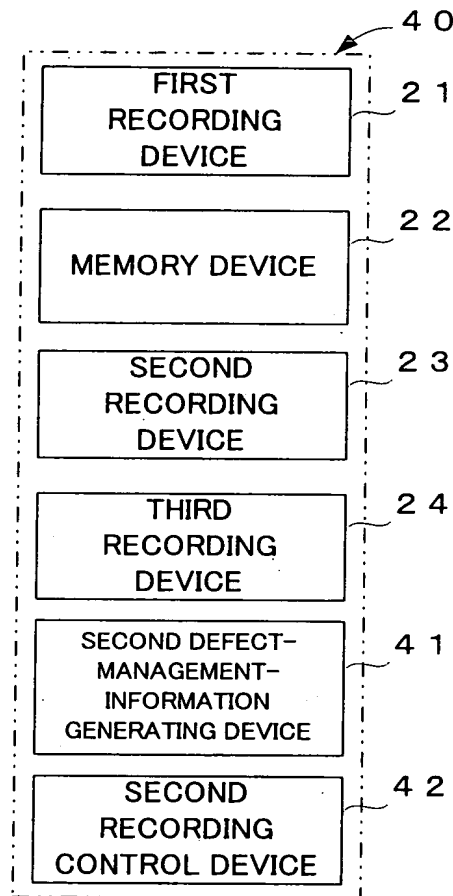 40
FIRST
RECORDING
DEVICE
21
MEMORY DEVICE
22
SECOND
RECORDING
DEVICE
23
THIRD
RECORDING
DEVICE
24
SECOND DEFECT-
MANAGEMENT-
INFORMATION
GENERATING DEVICE
41
SECOND
RECORDING
CONTROL DEVICE
42